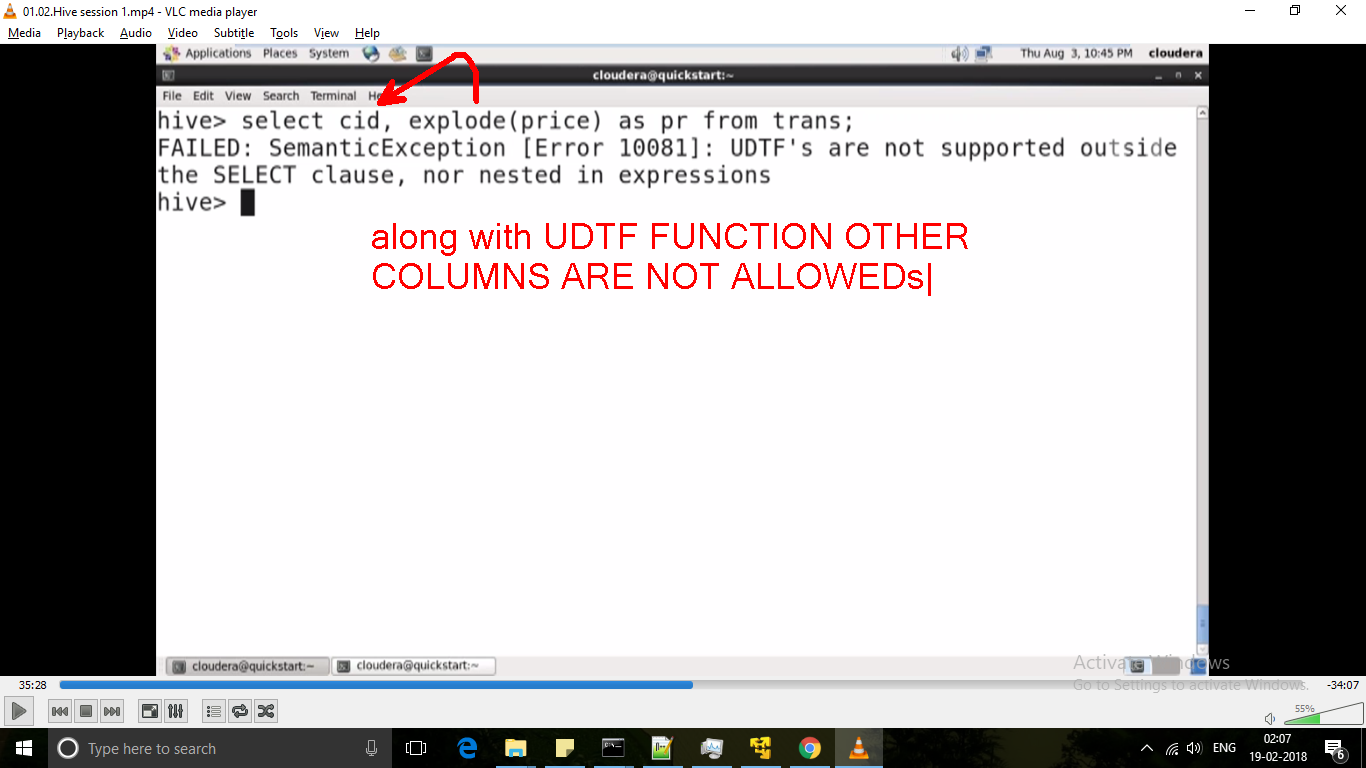 01.02.Hive session 1.mp4 - VLC media player
Media Playback Audio Video Subtitle Tools View Help
Applications Places System Thu Aug 3, 10:45 PM cloudera
cloudera@quickstart:~
File Edit View Search Terminal He
hive> select cid, explode(price) as pr from trans;
FAILED: SemanticException [Error 10081]: UDTF's are not supported outside
the SELECT clause, nor nested in expressions
hive>
along with UDTF FUNCTION OTHER
COLUMNS ARE NOT ALLOWEDs
cloudera@quickstart:~ cloudera@quickstart:~
Activate Windows
Go to Settings to activate Windows.
35:28 -34:07
55%
Type here to search ENG 02:07
19-02-2018 6